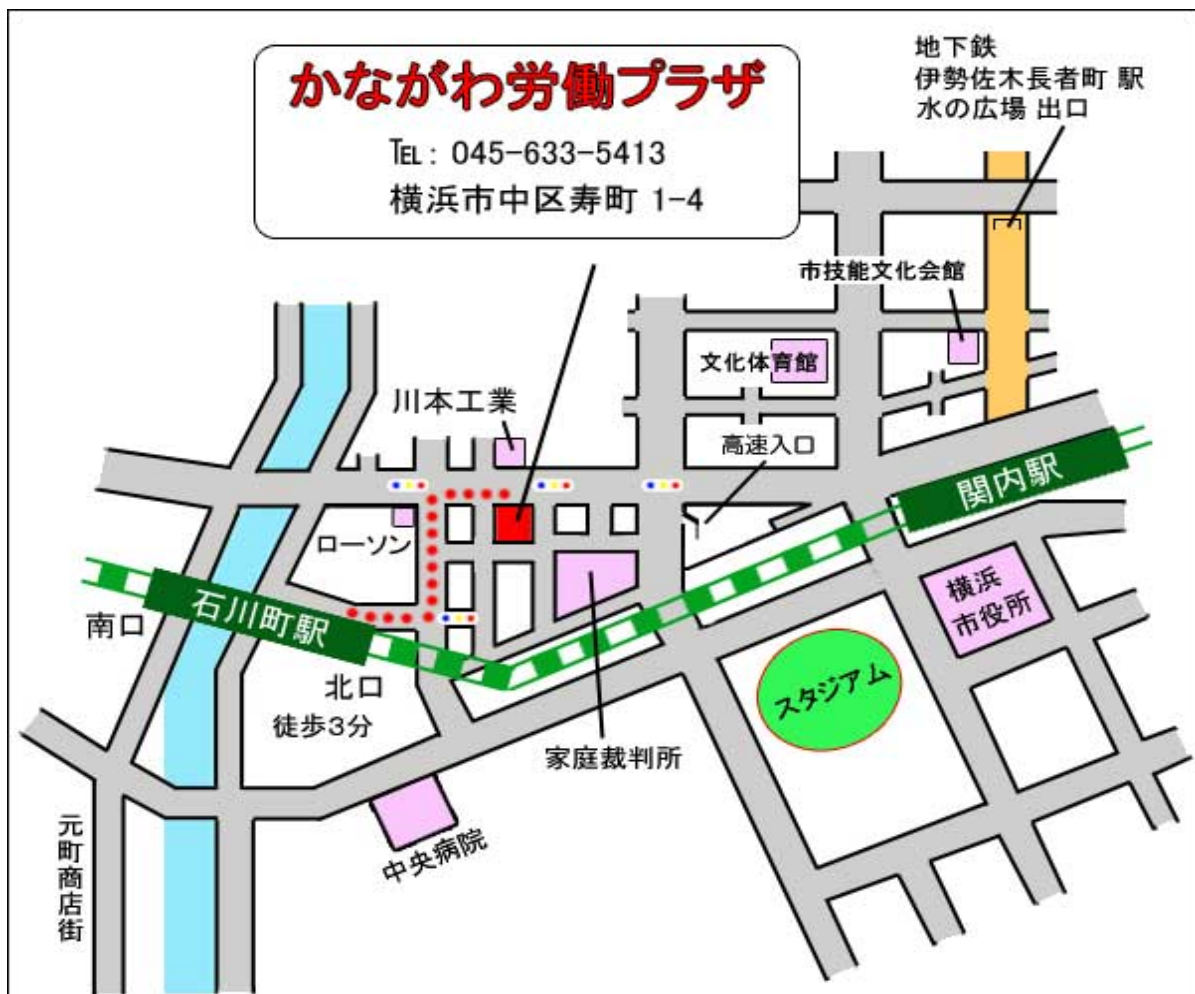 かながわ労働プラザ
℡: 045-633-5413
横浜市中区寿町 1-4
地下鉄
伊勢佐木長者町 駅
水の広場 出口
市技能文化会館
文化体育館
川本工業
高速入口
関内駅
ローソン
石川町駅
南口
北口
徒歩3分
横浜
市役所
スタジアム
家庭裁判所
中央病院
元町商店街